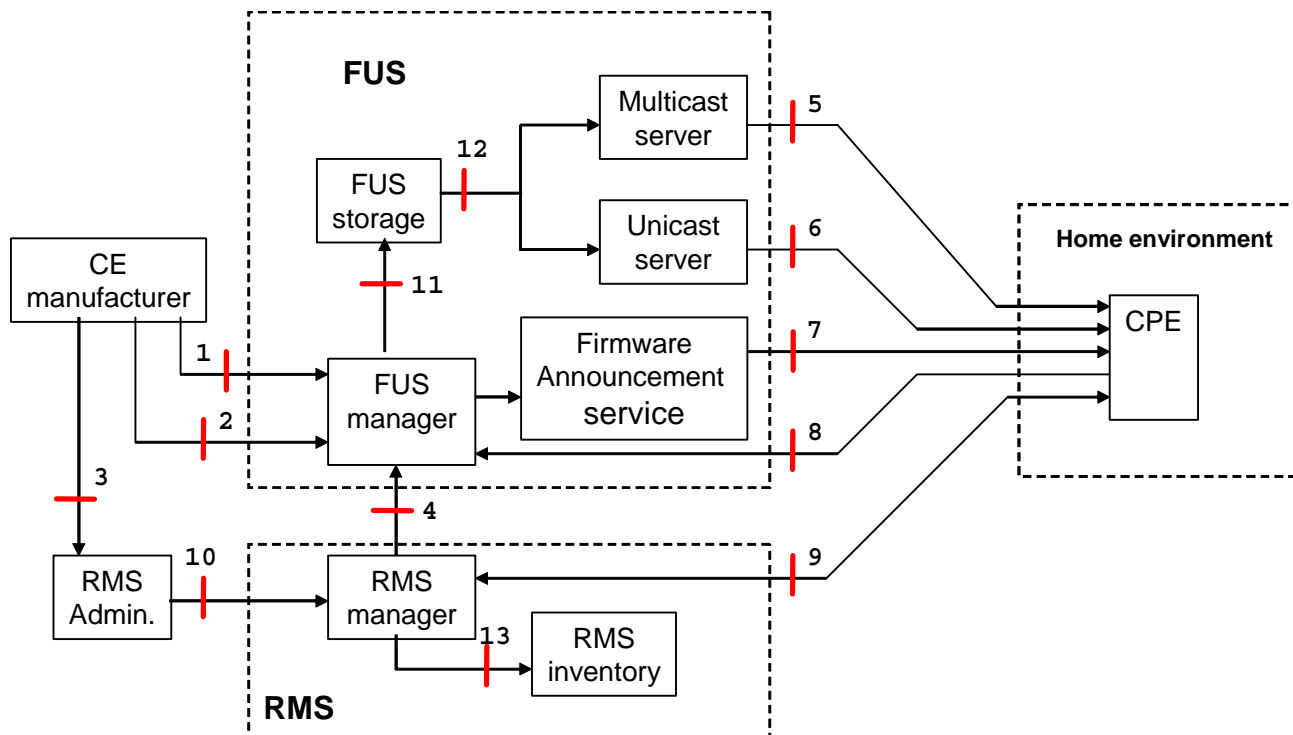 FUS
Multicast
server
5
12
FUS
storage
Unicast
server
6
Home environment
CE
manufacturer
11
CPE
1
FUS
manager
Firmware
Announcement
service
7
2
8
3
4
10
9
RMS
Admin.
RMS
manager
13
RMS
inventory
RMS